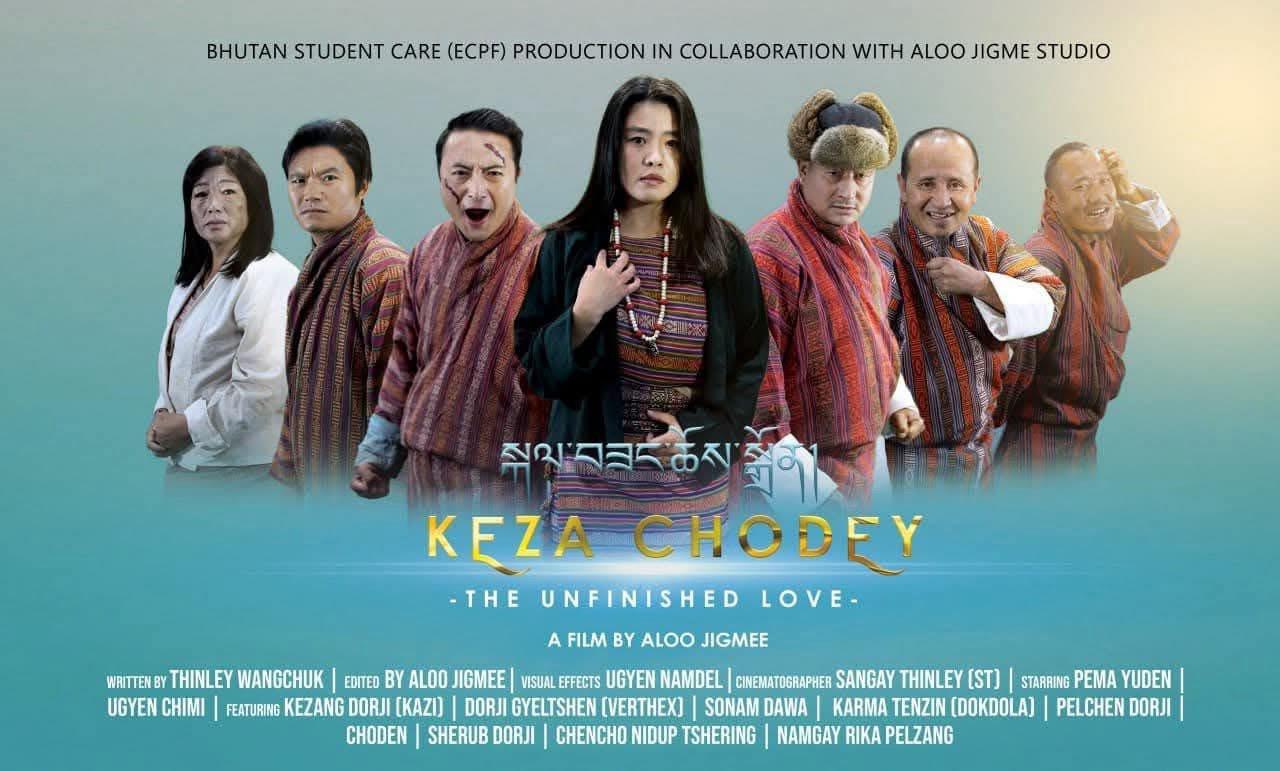 BHUTAN STUDENT CARE (ECPF) PRODUCTION IN COLLABORATION WITH ALOO JIGME STUDIO
སྐལ་བཟང་ཆོས་སྒྲོན།
KEZA CHODEY
-THE UNFINISHED LOVE-
A FILM BY ALOO JIGMEE
WRITTEN BY THINLEY WANGCHUK | EDITED BY ALOO JIGMEE | VISUAL EFFECTS UGYEN NAMDEL | CINEMATOGRAPHER SANGAY THINLEY (ST) | STARRING PEMA YUDEN |
UGYEN CHIMI | FEATURING KEZANG DORJI (KAZI) | DORJI GYELTSHEN (VERTHEX) | SONAM DAWA | KARMA TENZIN (DOKDOLA) | PELCHEN DORJI |
CHODEN | SHERUB DORJI | CHENCHO NIDUP TSHERING | NAMGAY RIKA PELZANG